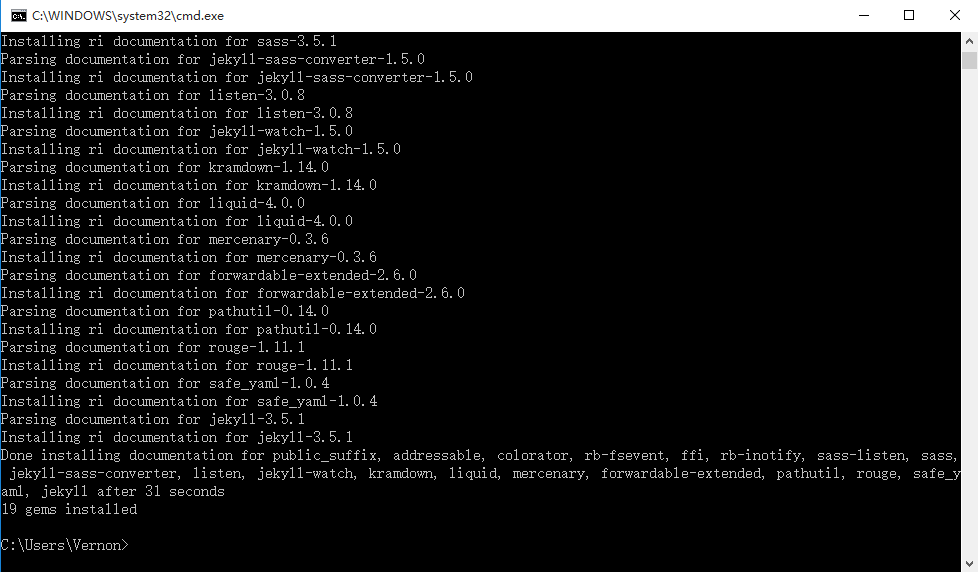 C:\WINDOWS\system32\cmd.exe
Installing ri documentation for sass-3.5.1
Parsing documentation for jekyll-sass-converter-1.5.0
Installing ri documentation for jekyll-sass-converter-1.5.0
Parsing documentation for listen-3.0.8
Installing ri documentation for listen-3.0.8
Parsing documentation for jekyll-watch-1.5.0
Installing ri documentation for jekyll-watch-1.5.0
Parsing documentation for kramdown-1.14.0
Installing ri documentation for kramdown-1.14.0
Parsing documentation for liquid-4.0.0
Installing ri documentation for liquid-4.0.0
Parsing documentation for mercenary-0.3.6
Installing ri documentation for mercenary-0.3.6
Parsing documentation for forwardable-extended-2.6.0
Installing ri documentation for forwardable-extended-2.6.0
Parsing documentation for pathutil-0.14.0
Installing ri documentation for pathutil-0.14.0
Parsing documentation for rouge-1.11.1
Installing ri documentation for rouge-1.11.1
Parsing documentation for safe_yaml-1.0.4
Installing ri documentation for safe_yaml-1.0.4
Parsing documentation for jekyll-3.5.1
Installing ri documentation for jekyll-3.5.1
Done installing documentation for public_suffix, addressable, colorator, rb-fsevent, ffi, rb-inotify, sass-listen, sass,
 jekyll-sass-converter, listen, jekyll-watch, kramdown, liquid, mercenary, forwardable-extended, pathutil, rouge, safe_y
aml, jekyll after 31 seconds
19 gems installed
C:\Users\Vernon>